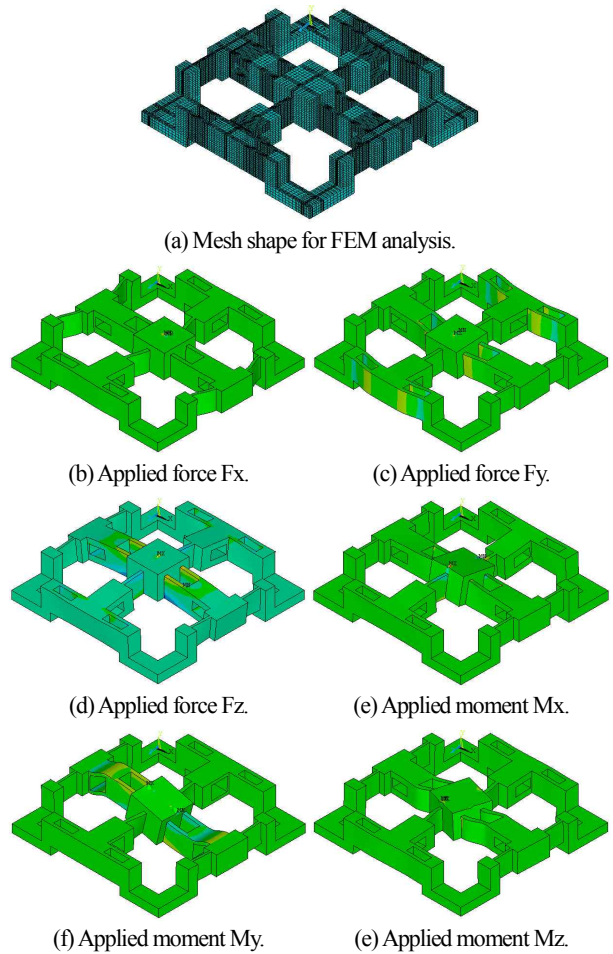 (a) Mesh shape for FEM analysis.
(b) Applied force Fx.
(c) Applied force Fy.
(d) Applied force Fz.
(e) Applied moment Mx.
(f) Applied moment My.
(e) Applied moment Mz.